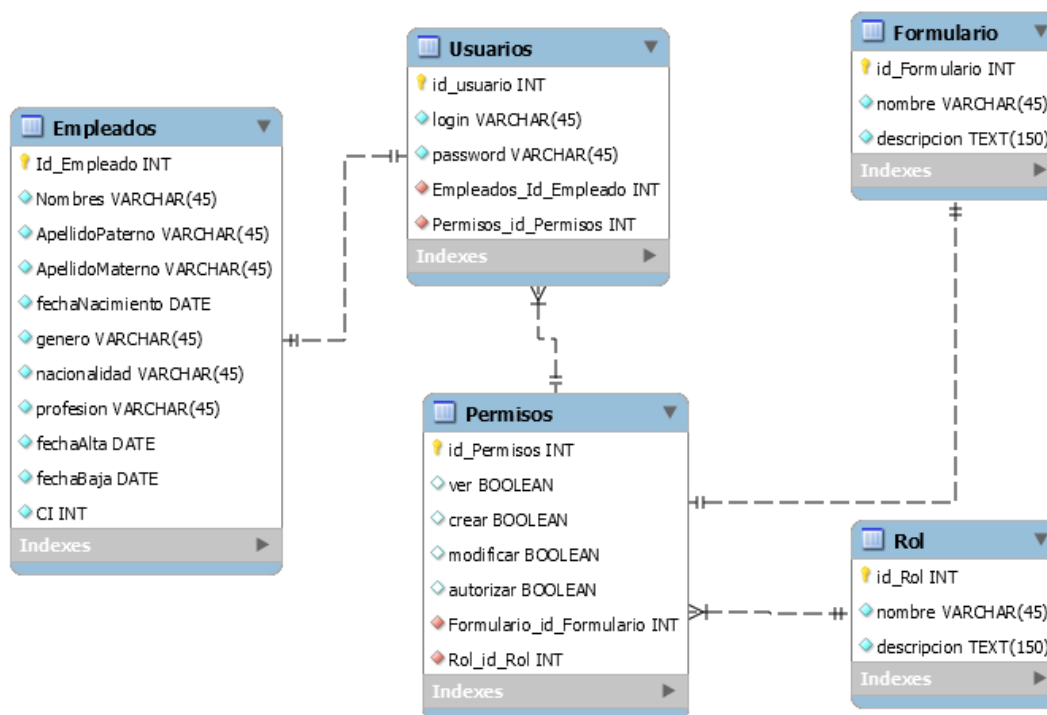 Empleados
Id_Empleado INT
Nombres VARCHAR(45)
ApellidoPaterno VARCHAR(45)
ApellidoMaterno VARCHAR(45)
fechaNacimiento DATE
genero VARCHAR(45)
nacionalidad VARCHAR(45)
profesion VARCHAR(45)
fechaAlta DATE
fechaBaja DATE
CI INT
Indexes
Usuarios
id_usuario INT
login VARCHAR(45)
password VARCHAR(45)
Empleados_Id_Empleado INT
Permisos_id_Permisos INT
Indexes
Permisos
id_Permisos INT
ver BOOLEAN
crear BOOLEAN
modificar BOOLEAN
autorizar BOOLEAN
Formulario_id_Formulario INT
Rol_id_Rol INT
Indexes
Formulario
id_Formulario INT
nombre VARCHAR(45)
descripcion TEXT(150)
Indexes
Rol
id_Rol INT
nombre VARCHAR(45)
descripcion TEXT(150)
Indexes